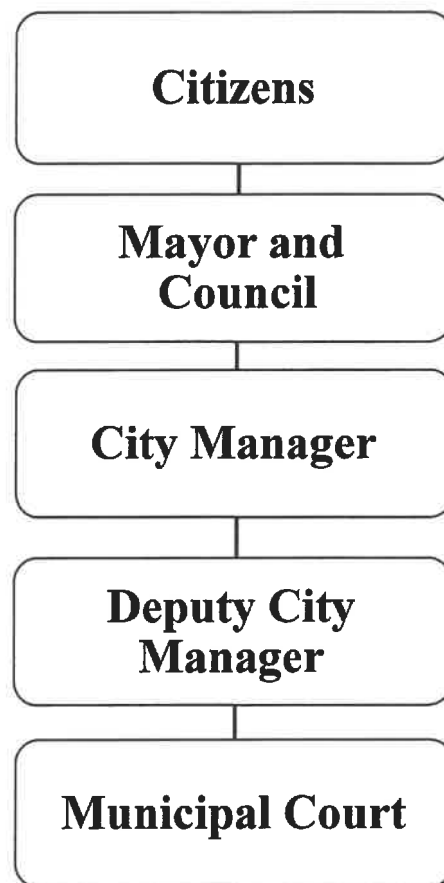 Citizens
Mayor and
Council
City Manager
Deputy City
Manager
Municipal Court